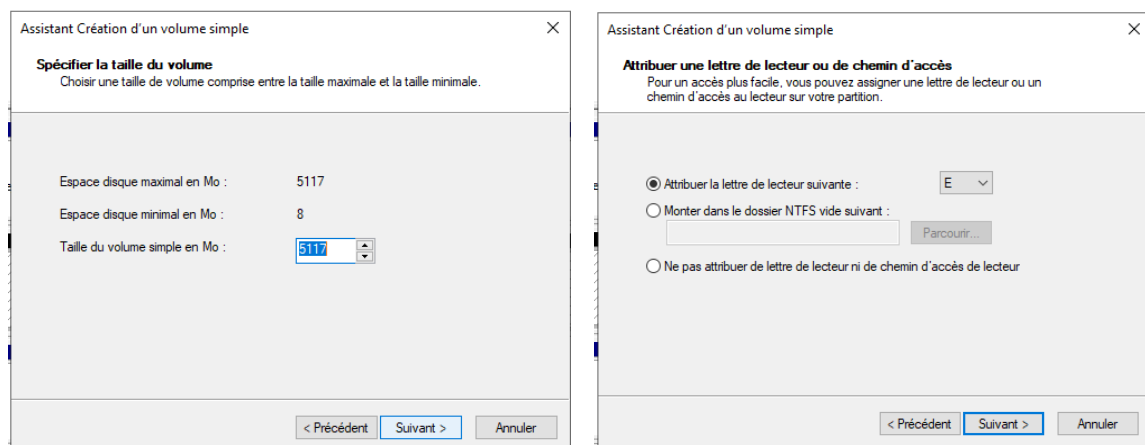 Assistant Création d'un volume simple
Spécifier la taille du volume
Choisir une taille de volume comprise entre la taille maximale et la taille minimale.
Espace disque maximal en Mo : 5117
Espace disque minimal en Mo : 8
Taille du volume simple en Mo : 5117
< Précédent Suivant > Annuler
Assistant Création d'un volume simple
Attribuer une lettre de lecteur ou de chemin d'accès
Pour un accès plus facile, vous pouvez assigner une lettre de lecteur ou un
chemin d'accès au lecteur sur votre partition.
Attribuer la lettre de lecteur suivante : E
Monter dans le dossier NTFS vide suivant :
Parcourir...
Ne pas attribuer de lettre de lecteur ni de chemin d'accès de lecteur
< Précédent Suivant > Annuler